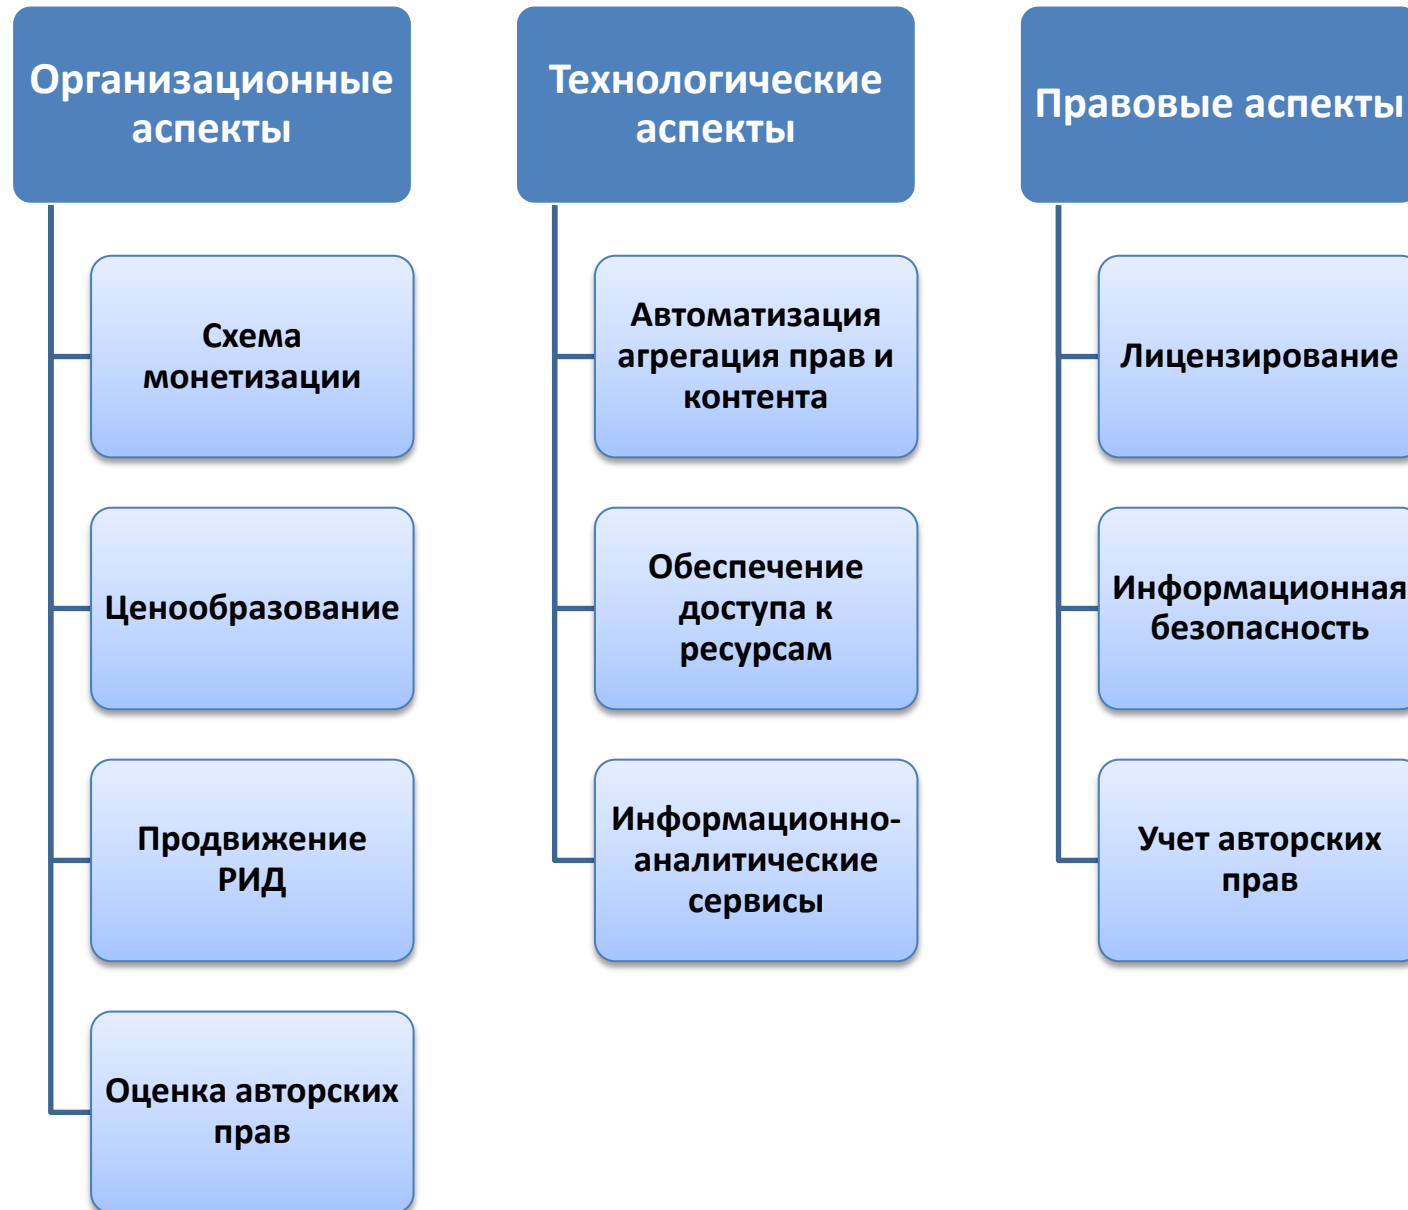 Организационные
аспекты
Схема
монетизации
Ценообразование
Продвижение
РИД
Оценка авторских
прав
Технологические
аспекты
Автоматизация
агрегация прав и
контента
Обеспечение
доступа к
ресурсам
Информационно-
аналитические
сервисы
Правовые аспекты
Лицензирование
Информационная
безопасность
Учет авторских
прав